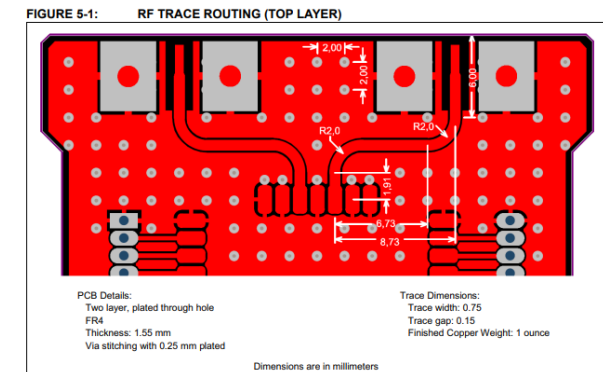 FIGURE 5-1: RF TRACE ROUTING (TOP LAYER)
2,00
2,00
6,00
R2,0
R2,0
1,91
6,73
8,73
PCB Details:
Two layer, plated through hole
FR4
Thickness: 1.55 mm
Via stitching with 0.25 mm plated
Trace Dimensions:
Trace width: 0.75
Trace gap: 0.15
Finished Copper Weight: 1 ounce
Dimensions are in millimeters